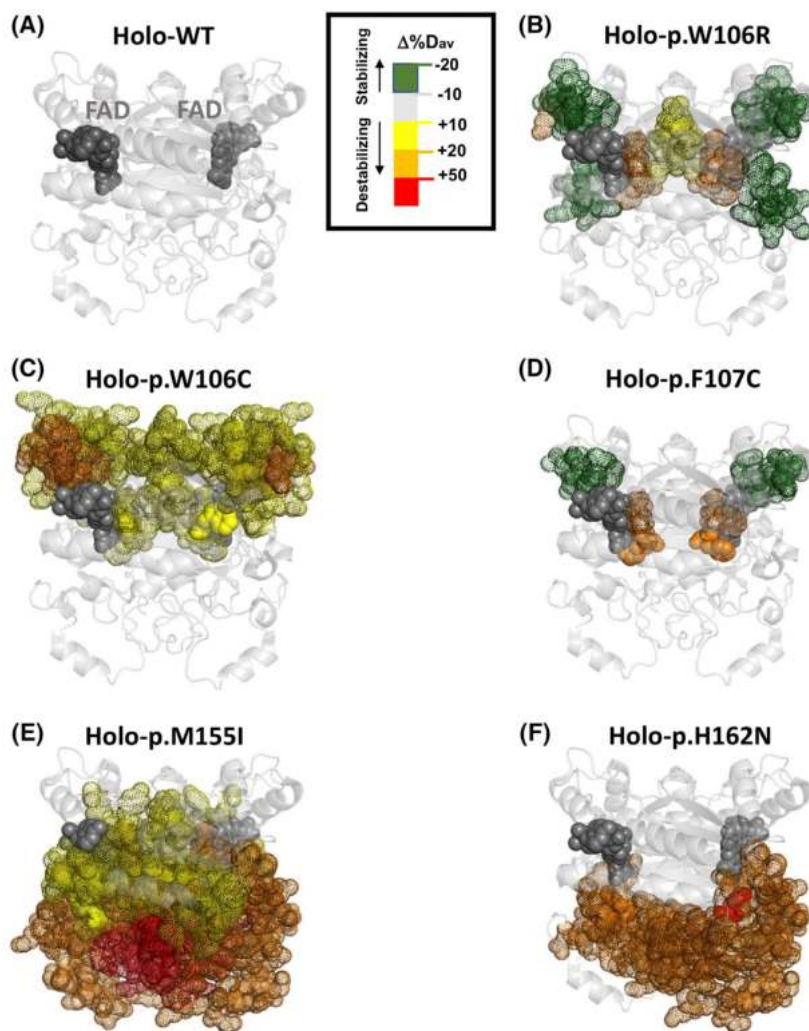 (A)
Holo-WT
FAD FAD
Δ%Dav
Stabilizing
Destabilizing
-20
-10
+10
+20
+50
(B)
Holo-p.W106R
(C)
Holo-p.W106C
(D)
Holo-p.F107C
(E)
Holo-p.M155I
(F)
Holo-p.H162N